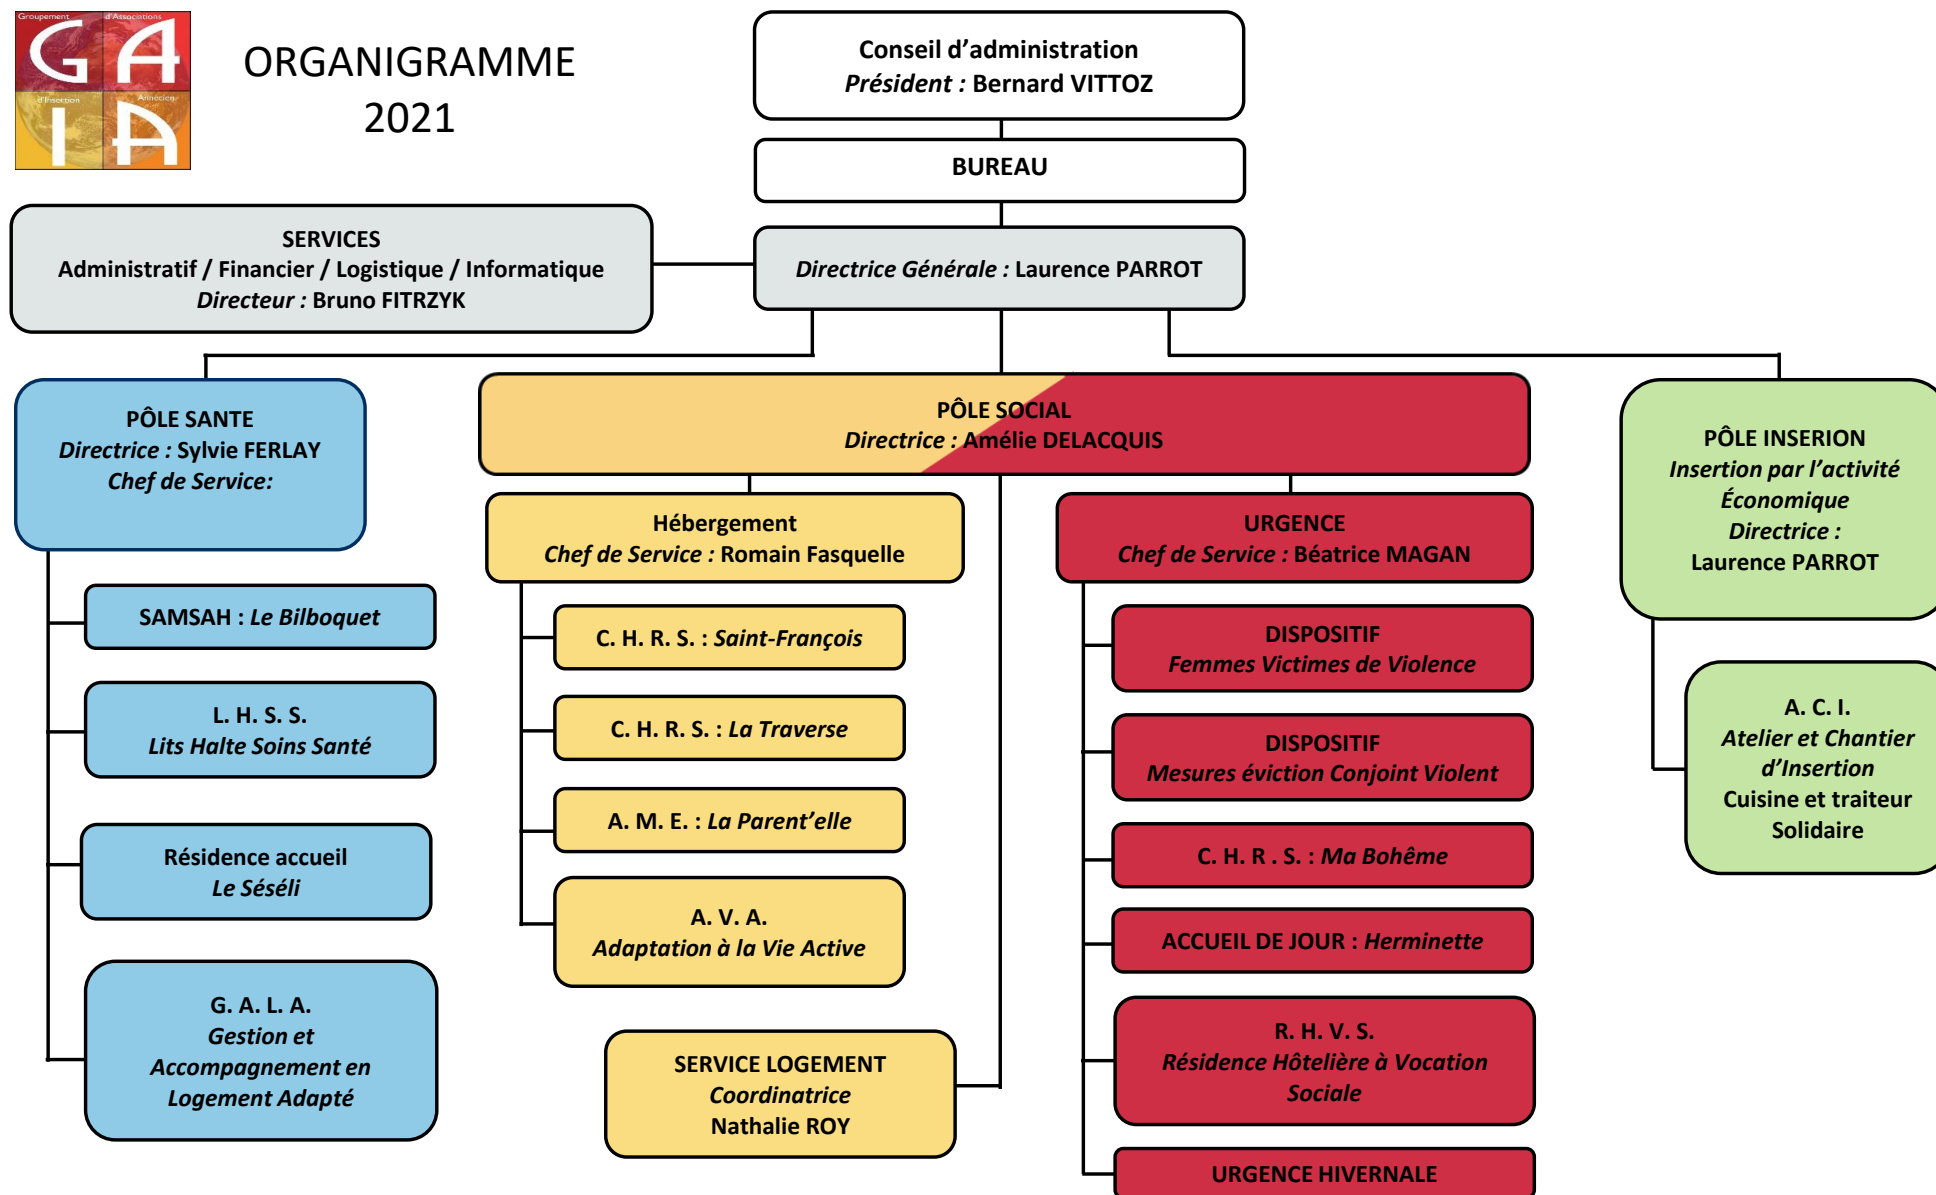 Groupement d'Associations
GA
d'Insertion Annécien
IA
ORGANIGRAMME
2021
Conseil d'administration
Président : Bernard VITTOZ
BUREAU
SERVICES
Administratif / Financier / Logistique / Informatique
Directeur : Bruno FITRZYK
Directrice Générale : Laurence PARROT
PÔLE SANTE
Directrice : Sylvie FERLAY
Chef de Service:
SAMSAH : Le Bilboquet
L. H. S. S.
Lits Halte Soins Santé
Résidence accueil
Le Séséli
G. A. L. A.
Gestion et
Accompagnement en
Logement Adapté
PÔLE SOCIAL
Directrice : Amélie DELACQUIS
Hébergement
Chef de Service : Romain Fasquelle
C. H. R. S. : Saint-François
C. H. R. S. : La Traverse
A. M. E. : La Parent'elle
A. V. A.
Adaptation à la Vie Active
SERVICE LOGEMENT
Coordinatrice
Nathalie ROY
URGENCE
Chef de Service : Béatrice MAGAN
DISPOSITIF
Femmes Victimes de Violence
DISPOSITIF
Mesures éviction Conjoint Violent
C. H. R . S. : Ma Bohême
ACCUEIL DE JOUR : Herminette
R. H. V. S.
Résidence Hôtelière à Vocation
Sociale
URGENCE HIVERNALE
PÔLE INSERION
Insertion par l'activité
Économique
Directrice :
Laurence PARROT
A. C. I.
Atelier et Chantier
d'Insertion
Cuisine et traiteur
Solidaire